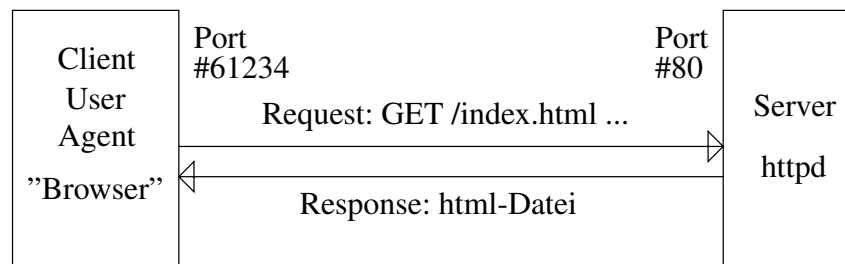 Client
User
Agent
”Browser”
Port
#61234
Request: GET /index.html ...
Response: html-Datei
Port
#80
Server
httpd